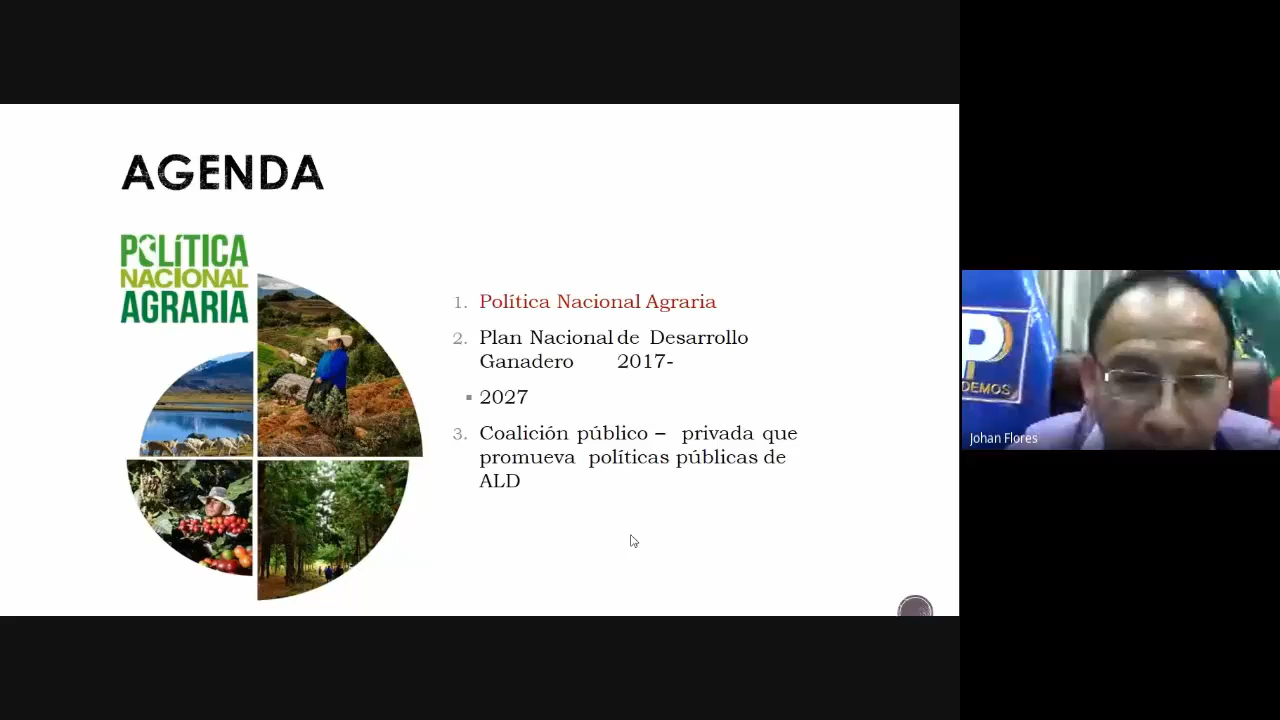 AGENDA
POLÍTICA
NACIONAL
AGRARIA
1. Política Nacional Agraria
2. Plan Nacional de Desarrollo
Ganadero 2017-
▪ 2027
3. Coalición público – privada que
promueva políticas públicas de
ALD
P
DEMOS
Johan Flores